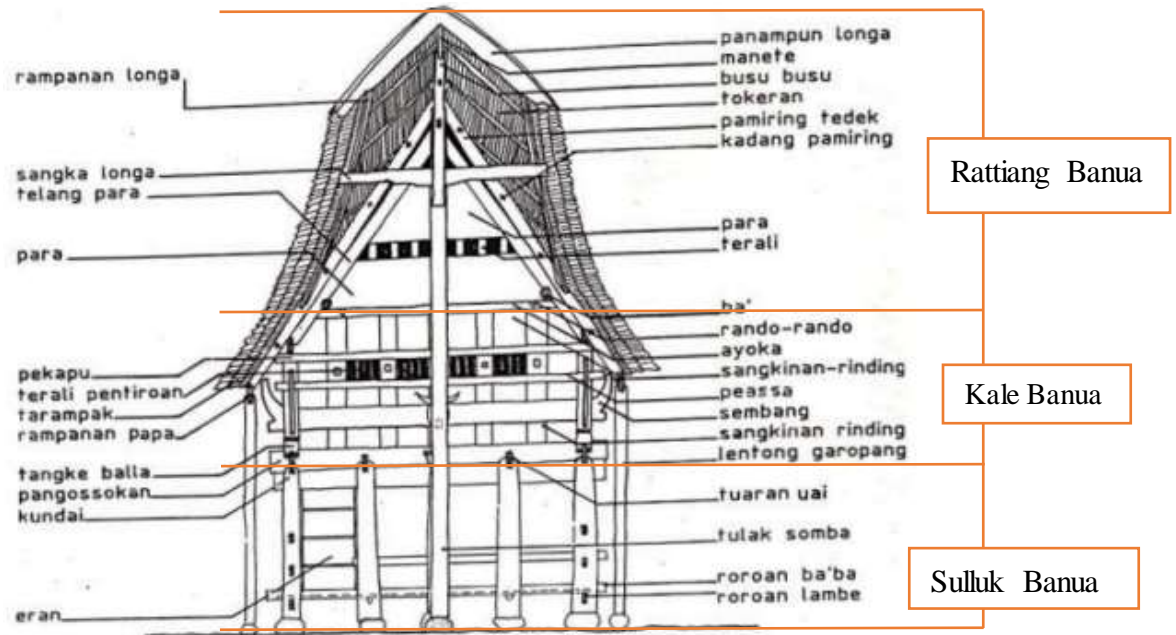 rampanan longa
sangka longa
telang para
para
pekapu
terali pentiroan
tarampak
rampanan papa
tangke balla
pangossokan
kundai
eran
panampun longa
manete
busu busu
tokeran
pamiring tedek
kadang pamiring
para
terali
ba'
rando-rando
ayoka
sangkinan-rinding
peassa
sembang
sangkinan rinding
lentong garopang
tuaran uai
tulak somba
roroan ba'ba
roroan lambe
Rattiang Banua
Kale Banua
Sulluk Banua